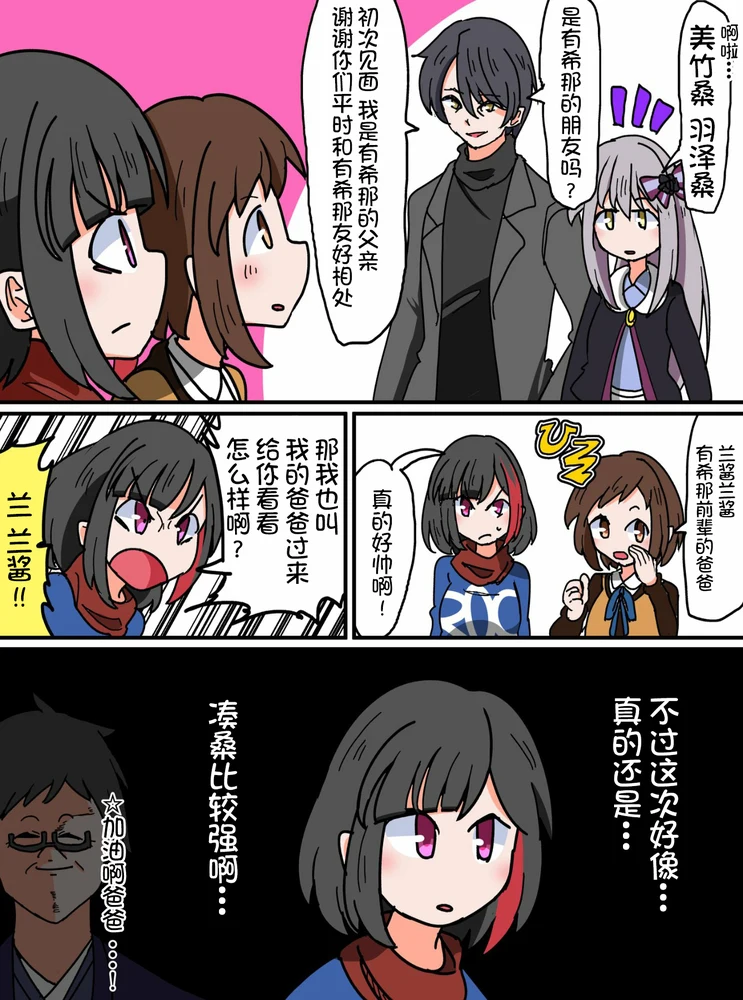 啊啦…
美竹桑 羽泽桑
是有希那的朋友吗？
初次见面 我是有希那的父亲
谢谢你们平时和有希那友好相处
兰酱兰酱
有希那前辈的爸爸
真的好帅啊！
那我也叫
我的爸爸过来
给你看看
怎么样啊？
兰 兰酱!!
不过这次好像…
真的还是…
凑桑比较强啊…
☆加油啊爸爸…!